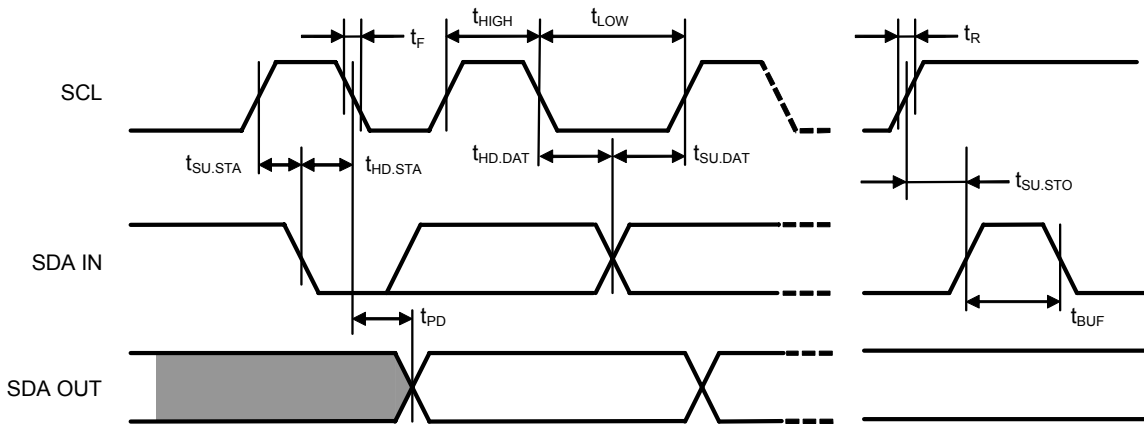 tHIGH tLOW
tF tR
SCL
tSU.STA tHD.STA tHD.DAT tSU.DAT
tSU.STO
SDA IN
tPD tBUF
SDA OUT